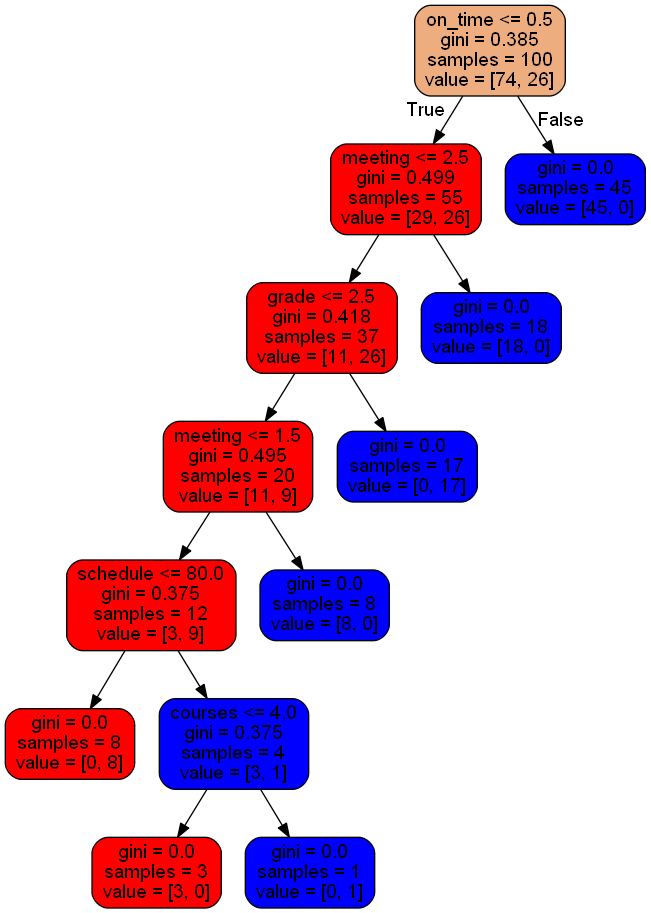 on_time <= 0.5
gini = 0.385
samples = 100
value = [74, 26]
True
False
meeting <= 2.5
gini = 0.499
samples = 55
value = [29, 26]
gini = 0.0
samples = 45
value = [45, 0]
grade <= 2.5
gini = 0.418
samples = 37
value = [11, 26]
gini = 0.0
samples = 18
value = [18, 0]
meeting <= 1.5
gini = 0.495
samples = 20
value = [11, 9]
gini = 0.0
samples = 17
value = [0, 17]
schedule <= 80.0
gini = 0.375
samples = 12
value = [3, 9]
gini = 0.0
samples = 8
value = [8, 0]
gini = 0.0
samples = 8
value = [0, 8]
courses <= 4.0
gini = 0.375
samples = 4
value = [3, 1]
gini = 0.0
samples = 3
value = [3, 0]
gini = 0.0
samples = 1
value = [0, 1]